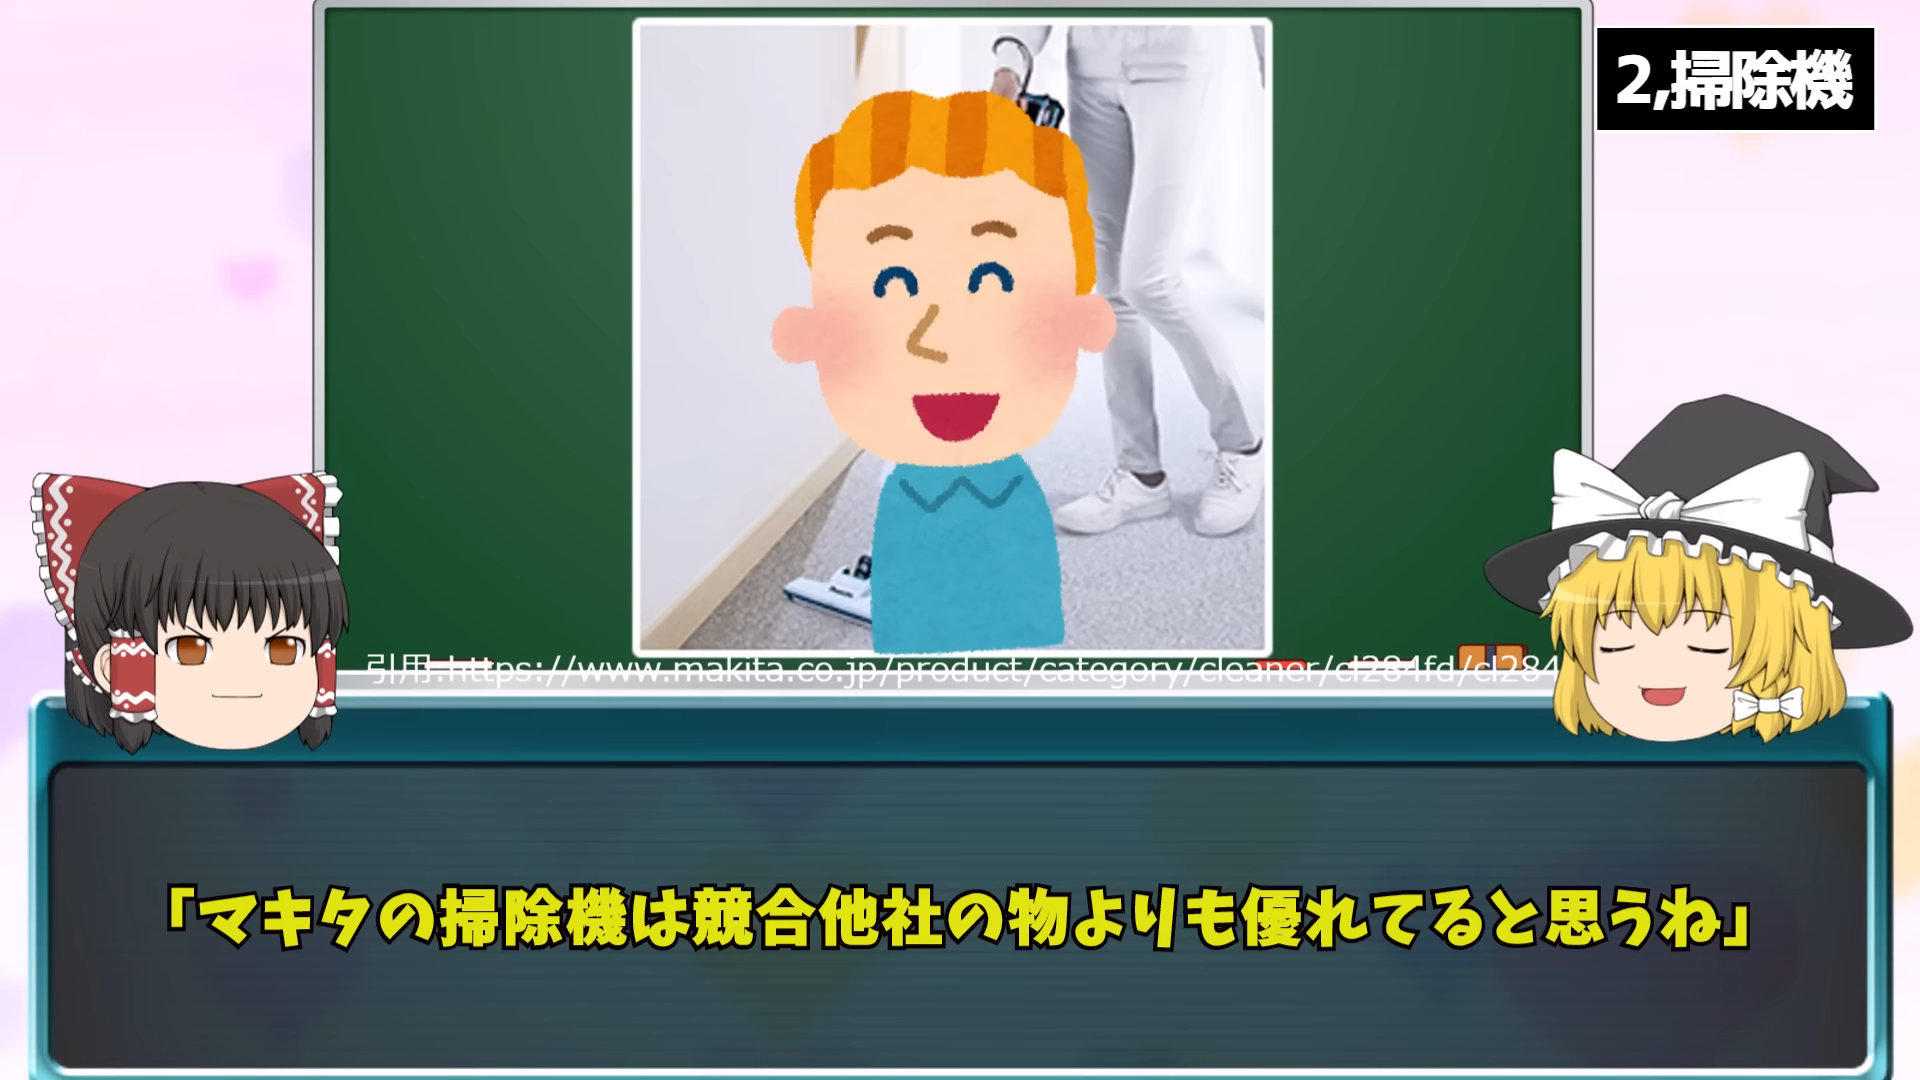 2,掃除機
引用:https://www.makita.co.jp/product/category/cleaner/cl284fd/cl284
「マキタの掃除機は競合他社の物よりも優れてると思うね」